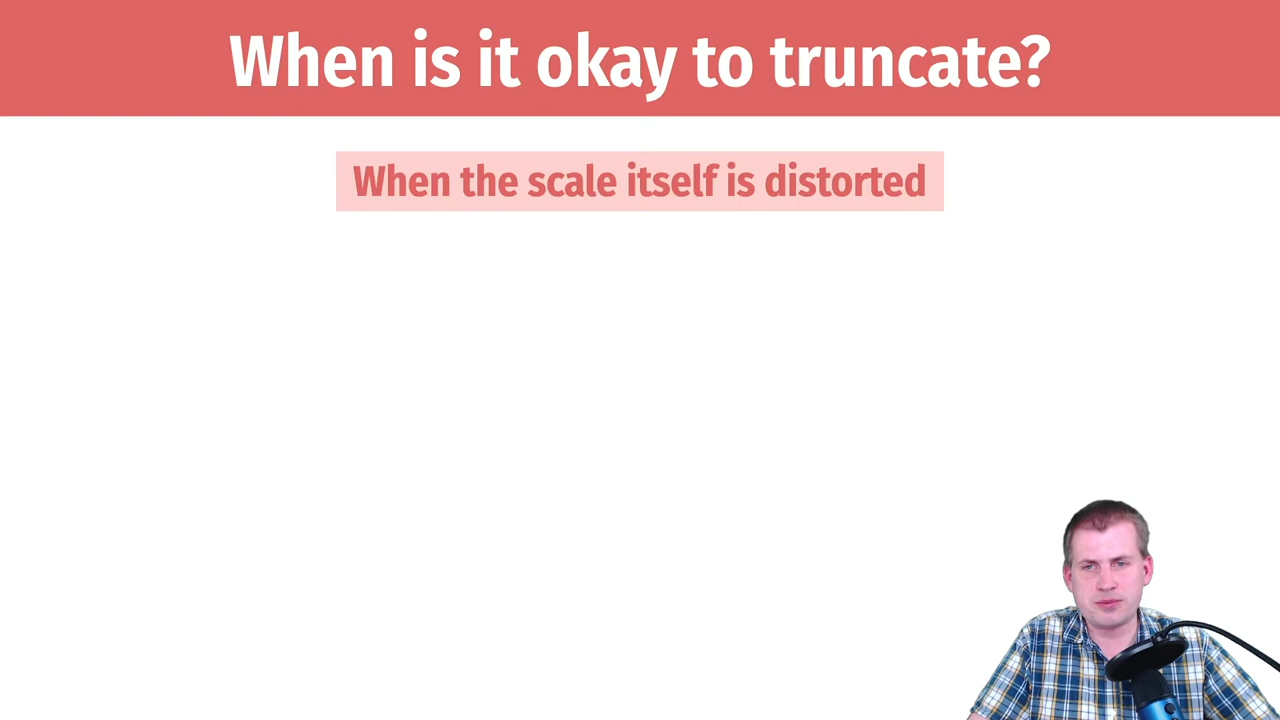 When is it okay to truncate?
When the scale itself is distorted